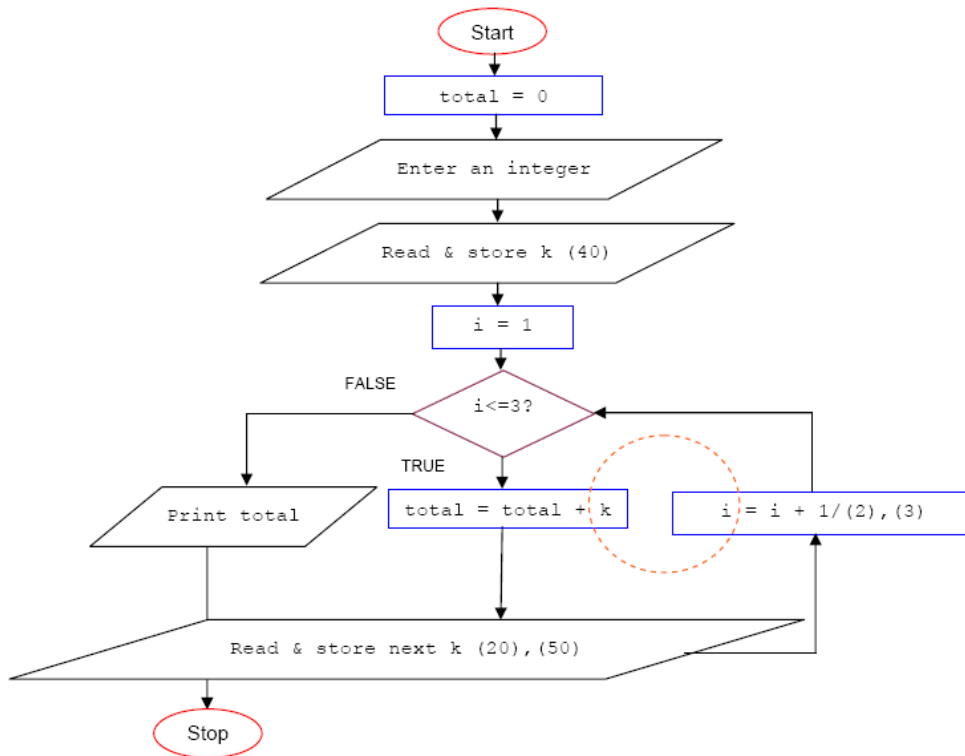 Start
total = 0
Enter an integer
Read & store k (40)
i = 1
FALSE
i<=3?
TRUE
Print total
total = total + k
i = i + 1/(2),(3)
Read & store next k (20),(50)
Stop